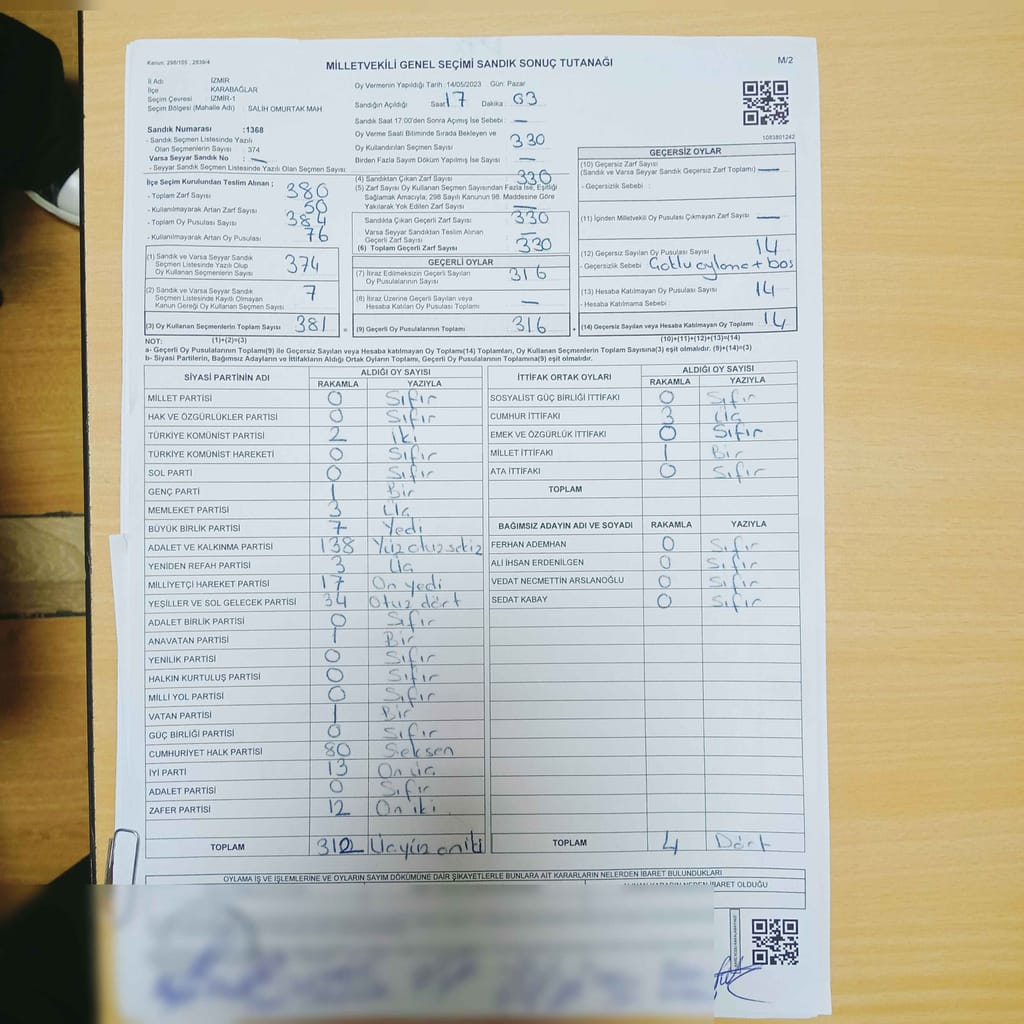 Kanun, 298/105 , 2839/4
MİLLETVEKİLİ GENEL SEÇİMİ SANDIK SONUÇ TUTANAĞI
M/2
İl Adı İZMİR
İlçe KARABAĞLAR
Seçim Çevresi İZMİR-1
Seçim Bölgesi (Mahalle Adı) : SALİH OMURTAK MAH
Sandık Numarası :1368
- Sandık Seçmen Listesinde Yazılı
Olan Seçmenlerin Sayısı : 374
Varsa Seyyar Sandık No : —
- Seyyar Sandık Seçmen Listesinde Yazılı Olan Seçmen Sayısı:
Oy Vermenin Yapıldığı Tarih :14/05/2023 Gün: Pazar
Sandığın Açıldığı Saat 17 Dakika 03
Sandık Saat 17:00'den Sonra Açılmış İse Sebebi : —
Oy Verme Saati Bitiminde Sırada Bekleyen ve
Oy Kullandırılan Seçmen Sayısı 330
Birden Fazla Sayım Döküm Yapılmış İse Sayısı —
1083801242
İlçe Seçim Kurulundan Teslim Alınan ;
- Toplam Zarf Sayısı 380
- Kullanılmayarak Artan Zarf Sayısı 50
- Toplam Oy Pusulası Sayısı 384
- Kullanılmayarak Artan Oy Pusulası 76
(4) Sandıktan Çıkan Zarf Sayısı 330
(5) Zarf Sayısı Oy Kullanan Seçmen Sayısından Fazla İse, Eşitliği
Sağlamak Amacıyla; 298 Sayılı Kanunun 98. Maddesine Göre
Yakılarak Yok Edilen Zarf Sayısı —
Sandıkta Çıkan Geçerli Zarf Sayısı 330
Varsa Seyyar Sandıktan Teslim Alınan
Geçerli Zarf Sayısı —
(6) Toplam Geçerli Zarf Sayısı 330
GEÇERSİZ OYLAR
(10) Geçersiz Zarf Sayısı
(Sandık ve Varsa Seyyar Sandık Geçersiz Zarf Toplamı) —
- Geçersizlik Sebebi :
(11) İçinden Milletvekili Oy Pusulası Çıkmayan Zarf Sayısı —
(12) Geçersiz Sayılan Oy Pusulası Sayısı 14
- Geçersizlik Sebebi
(13) Hesaba Katılmayan Oy Pusulası Sayısı 14
- Hesaba Katılmama Sebebi :
(14) Geçersiz Sayılan veya Hesaba Katılmayan Oy Toplamı 14
(10)+(11)+(12)+(13)=(14)
(1) Sandık ve Varsa Seyyar Sandık
Seçmen Listesinde Yazılı Olup
Oy Kullanan Seçmenlerin Sayısı 374
(2) Sandık ve Varsa Seyyar Sandık
Seçmen Listesinde Kayıtlı Olmayan
Kanun Gereği Oy Kullanan Seçmen Sayısı 7
(3) Oy Kullanan Seçmenlerin Toplam Sayısı 381 =
GEÇERLİ OYLAR
(7) İtiraz Edilmeksizin Geçerli Sayılan
Oy Pusulalarının Sayısı 316
(8) İtiraz Üzerine Geçerli Sayılan veya
Hesaba Katılan Oy Pusulası Toplamı —
(9) Geçerli Oy Pusulalarının Toplamı 316 +
NOT: (1)+(2)=(3)
a- Geçerli Oy Pusulalarının Toplamı(9) ile Geçersiz Sayılan veya Hesaba katılmayan Oy Toplamı(14) Toplamları, Oy Kullanan Seçmenlerin Toplam Sayısına(3) eşit olmalıdır. (9)+(14)=(3)
b- Siyasi Partilerin, Bağımsız Adayların ve İttifakların Aldığı Ortak Oyların Toplamı, Geçerli Oy Pusulalarının Toplamına(9) eşit olmalıdır.
SİYASİ PARTİNİN ADI ALDIĞI OY SAYISI
RAKAMLA YAZIYLA
MİLLET PARTİSİ 0 Sıfır
HAK VE ÖZGÜRLÜKLER PARTİSİ 0 Sıfır
TÜRKİYE KOMÜNİST PARTİSİ 2 iki
TÜRKİYE KOMÜNİST HAREKETİ 0 Sıfır
SOL PARTİ 0 Sıfır
GENÇ PARTİ 1 Bir
MEMLEKET PARTİSİ 3 Üç
BÜYÜK BİRLİK PARTİSİ 7 Yedi
ADALET VE KALKINMA PARTİSİ 138 Yüz otuz sekiz
YENİDEN REFAH PARTİSİ 3 Üç
MİLLİYETÇİ HAREKET PARTİSİ 17 On yedi
YEŞİLLER VE SOL GELECEK PARTİSİ 34 Otuz dört
ADALET BİRLİK PARTİSİ 0 Sıfır
ANAVATAN PARTİSİ 1 Bir
YENİLİK PARTİSİ 0 Sıfır
HALKIN KURTULUŞ PARTİSİ 0 Sıfır
MİLLİ YOL PARTİSİ 0 Sıfır
VATAN PARTİSİ 1 Bir
GÜÇ BİRLİĞİ PARTİSİ 0 Sıfır
CUMHURİYET HALK PARTİSİ 80 Seksen
İYİ PARTİ 13 On üç
ADALET PARTİSİ 0 Sıfır
ZAFER PARTİSİ 12 On iki
TOPLAM 312 Üçyüz oniki
İTTİFAK ORTAK OYLARI ALDIĞI OY SAYISI
RAKAMLA YAZIYLA
SOSYALİST GÜÇ BİRLİĞİ İTTİFAKI 0 Sıfır
CUMHUR İTTİFAKI 3 Üç
EMEK VE ÖZGÜRLÜK İTTİFAKI 0 Sıfır
MİLLET İTTİFAKI 1 Bir
ATA İTTİFAKI 0 Sıfır
TOPLAM
BAĞIMSIZ ADAYIN ADI VE SOYADI RAKAMLA YAZIYLA
FERHAN ADEMHAN 0 Sıfır
ALİ İHSAN ERDENİLGEN 0 Sıfır
VEDAT NECMETTİN ARSLANOĞLU 0 Sıfır
SEDAT KABAY 0 Sıfır
TOPLAM 4 Dört
OYLAMA İŞ VE İŞLEMLERİNE VE OYLARIN SAYIM DÖKÜMÜNE DAİR ŞİKAYETLERLE BUNLARA AİT KARARLARIN NELERDEN İBARET BULUNDUKLARI